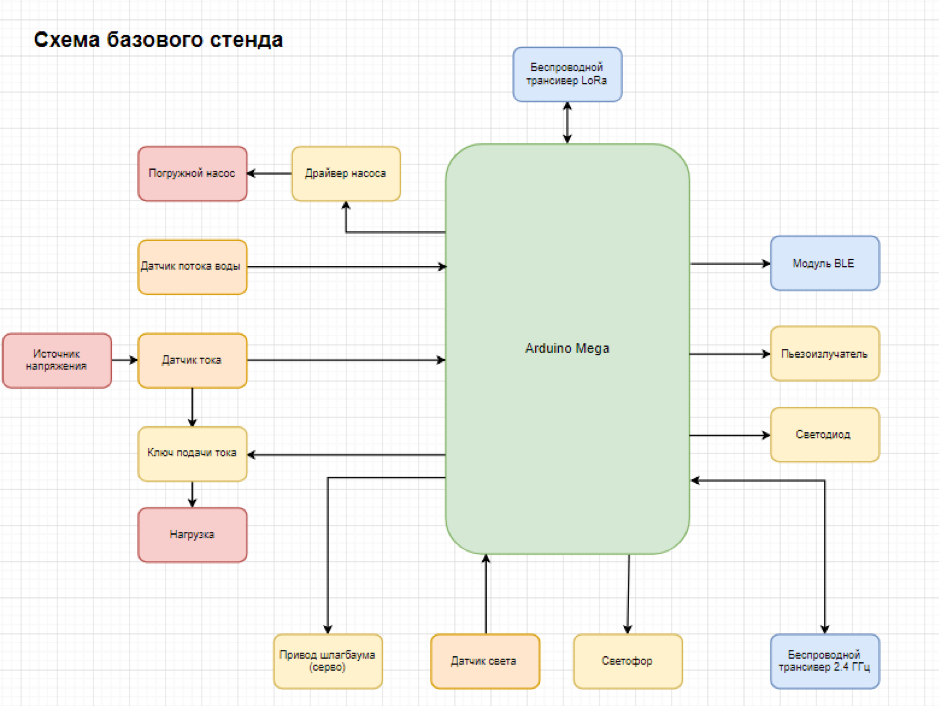 Схема базового стенда
Беспроводной
трансивер LoRa
Погружной насос
Драйвер насоса
Датчик потока воды
Модуль BLE
Источник
напряжения
Датчик тока
Arduino Mega
Пьезоизлучатель
Ключ подачи тока
Светодиод
Нагрузка
Привод шлагбаума
(серво)
Датчик света
Светофор
Беспроводной
трансивер 2.4 ГГц